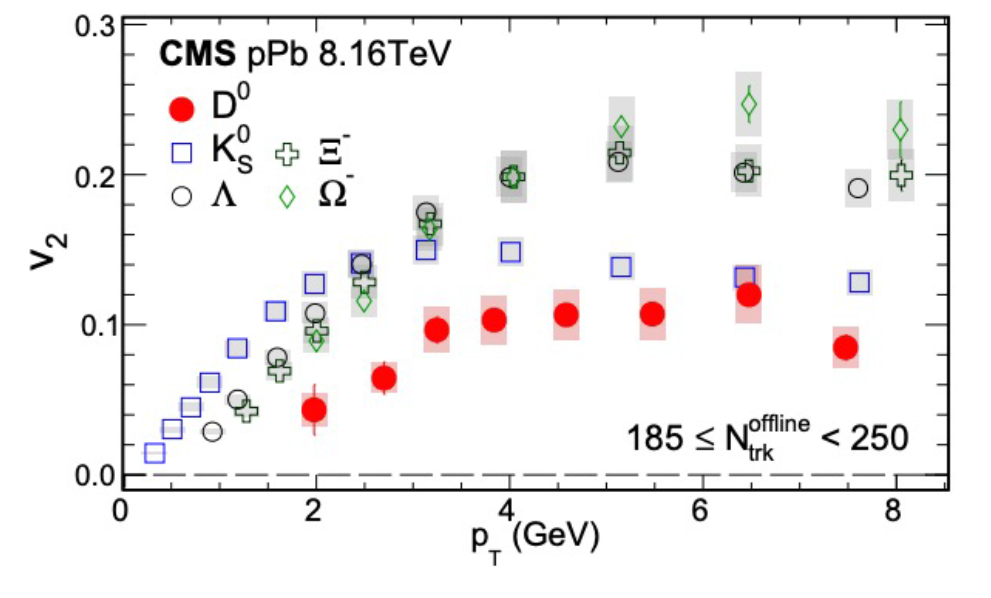 0.3
CMS pPb 8.16TeV
D⁰
K⁰S Ξ⁻
Λ Ω⁻
0.2
v₂
0.1
185 ≤ N offline trk < 250
0.0
0 2 4 6 8
pT (GeV)